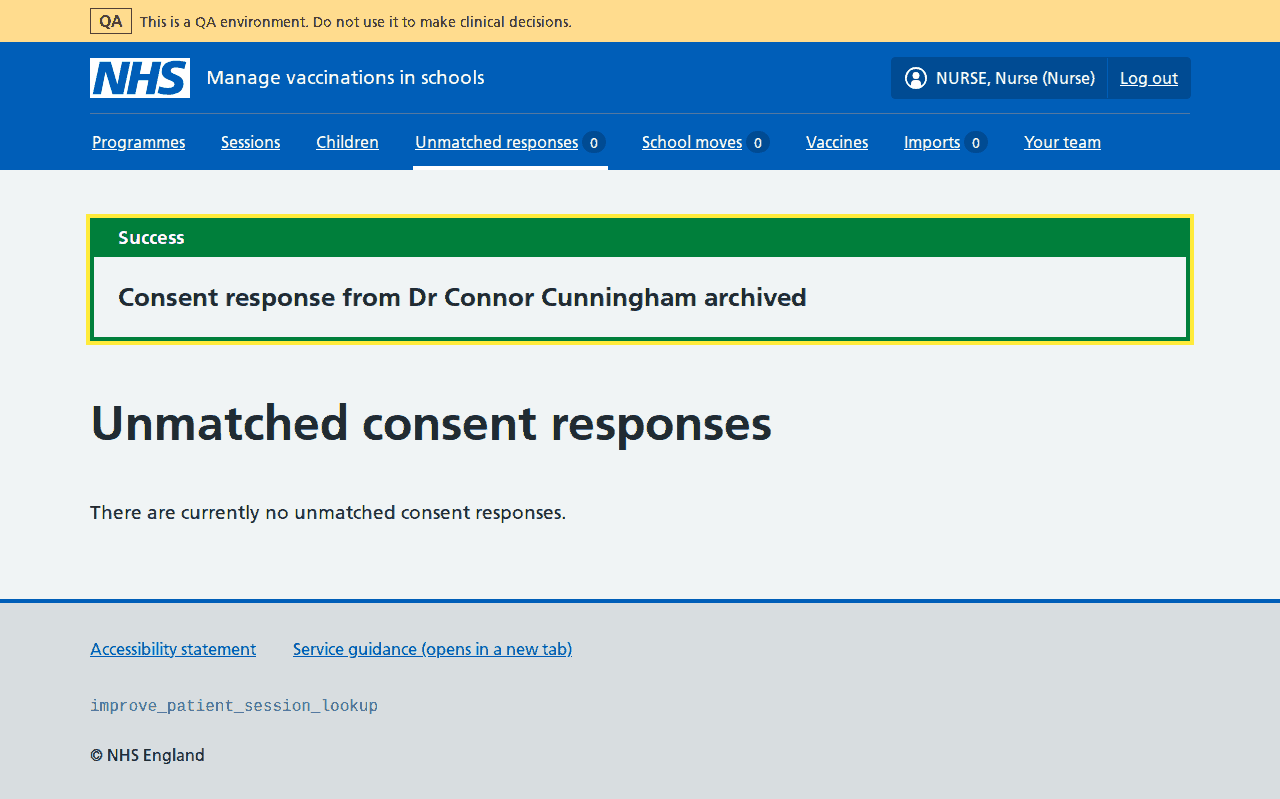 QA This is a QA environment. Do not use it to make clinical decisions.
NHS Manage vaccinations in schools NURSE, Nurse (Nurse) Log out
Programmes Sessions Children Unmatched responses 0 School moves 0 Vaccines Imports 0 Your team
Success
Consent response from Dr Connor Cunningham archived
Unmatched consent responses
There are currently no unmatched consent responses.
Accessibility statement Service guidance (opens in a new tab)
improve_patient_session_lookup
© NHS England